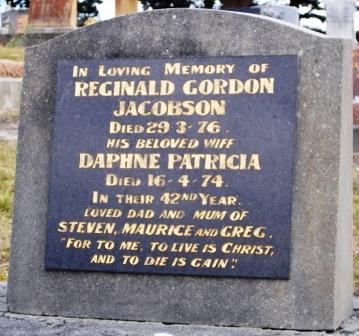 IN LOVING MEMORY OF
REGINALD GORDON
JACOBSON
DIED 29-3-76.
HIS BELOVED WIFE
DAPHNE PATRICIA
DIED 16-4-74.
IN THEIR 42ND YEAR.
LOVED DAD AND MUM OF
STEVEN, MAURICE AND GREG.
"FOR TO ME, TO LIVE IS CHRIST,
AND TO DIE IS GAIN."